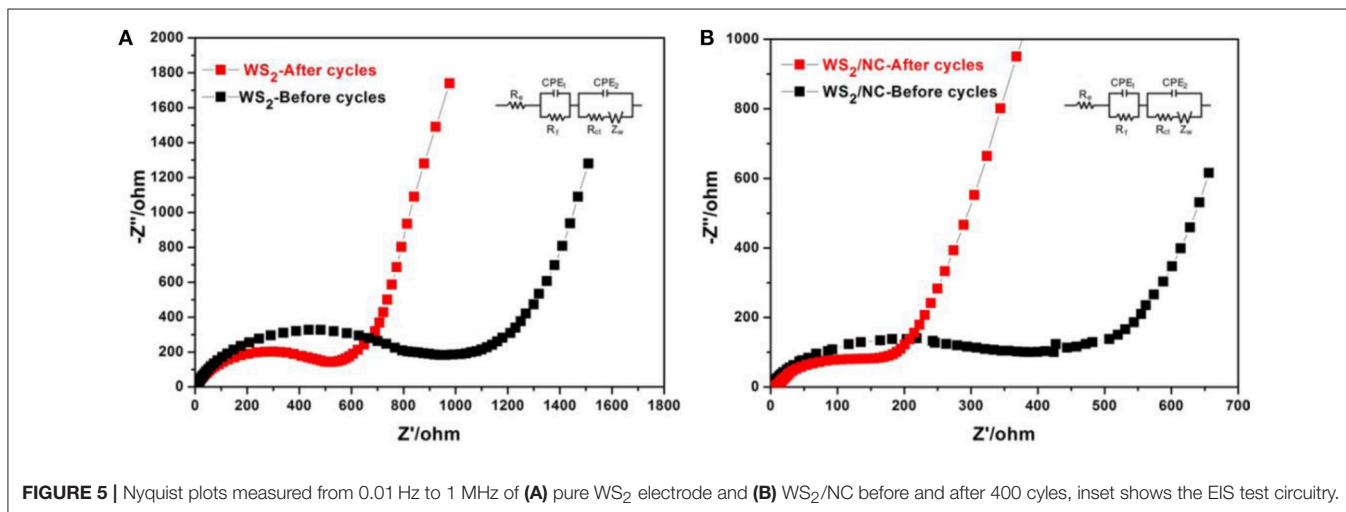 A
2000
1800
1600
1400
1200
1000
800
600
400
200
0
-Z"/ohm
WS2-After cycles
WS2-Before cycles
Re
CPE1
Rf
CPE2
Rct
Zw
0 200 400 600 800 1000 1200 1400 1600 1800
Z'/ohm
B
1000
800
600
400
200
0
-Z"/ohm
WS2/NC-After cycles
WS2/NC-Before cycles
Re
CPE1
Rf
CPE2
Rct
Zw
0 100 200 300 400 500 600 700
Z'/ohm
FIGURE 5 | Nyquist plots measured from 0.01 Hz to 1 MHz of (A) pure WS2 electrode and (B) WS2/NC before and after 400 cyles, inset shows the EIS test circuitry.